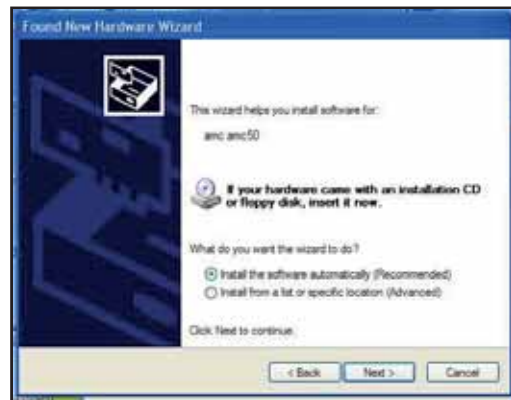 Found New Hardware Wizard
This wizard helps you install software for:
amc amc50
If your hardware came with an installation CD
or floppy disk, insert it now.
What do you want the wizard to do?
Install the software automatically (Recommended)
Install from a list or specific location (Advanced)
Click Next to continue.
< Back
Next >
Cancel